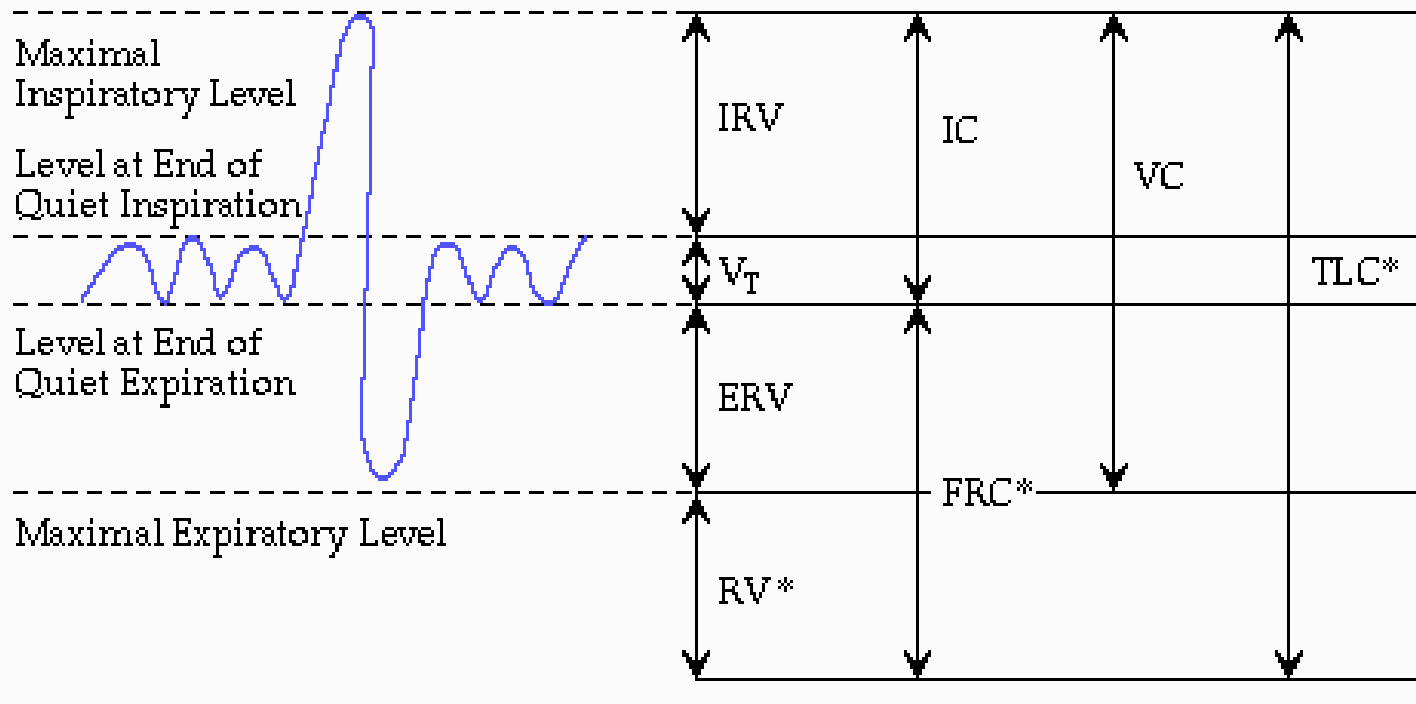 Maximal
Inspiratory Level
Level at End of
Quiet Inspiration
Level at End of
Quiet Expiration
Maximal Expiratory Level
IRV
IC
VC
VT
TLC*
ERV
FRC*
RV*